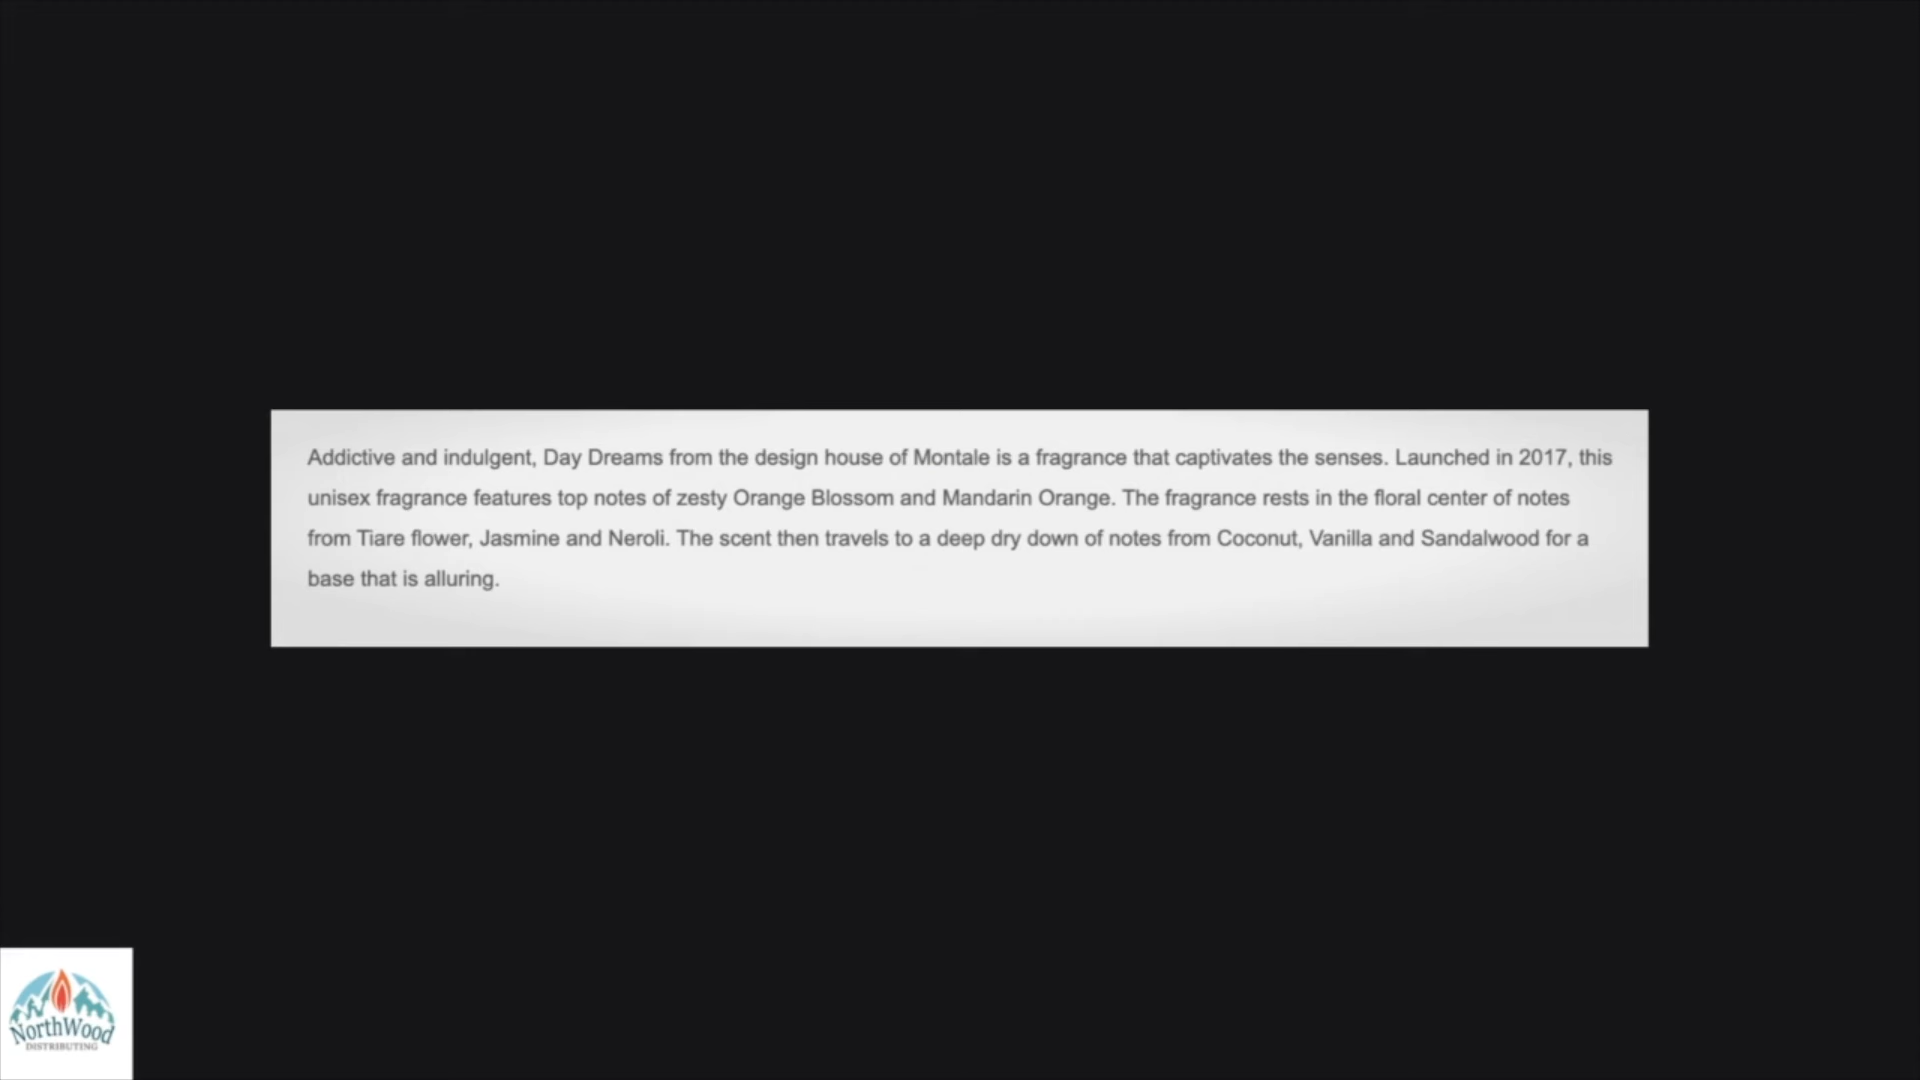 Addictive and indulgent, Day Dreams from the design house of Montale is a fragrance that captivates the senses. Launched in 2017, this
unisex fragrance features top notes of zesty Orange Blossom and Mandarin Orange. The fragrance rests in the floral center of notes
from Tiare flower, Jasmine and Neroli. The scent then travels to a deep dry down of notes from Coconut, Vanilla and Sandalwood for a
base that is alluring.
NorthWood
DISTRIBUTING